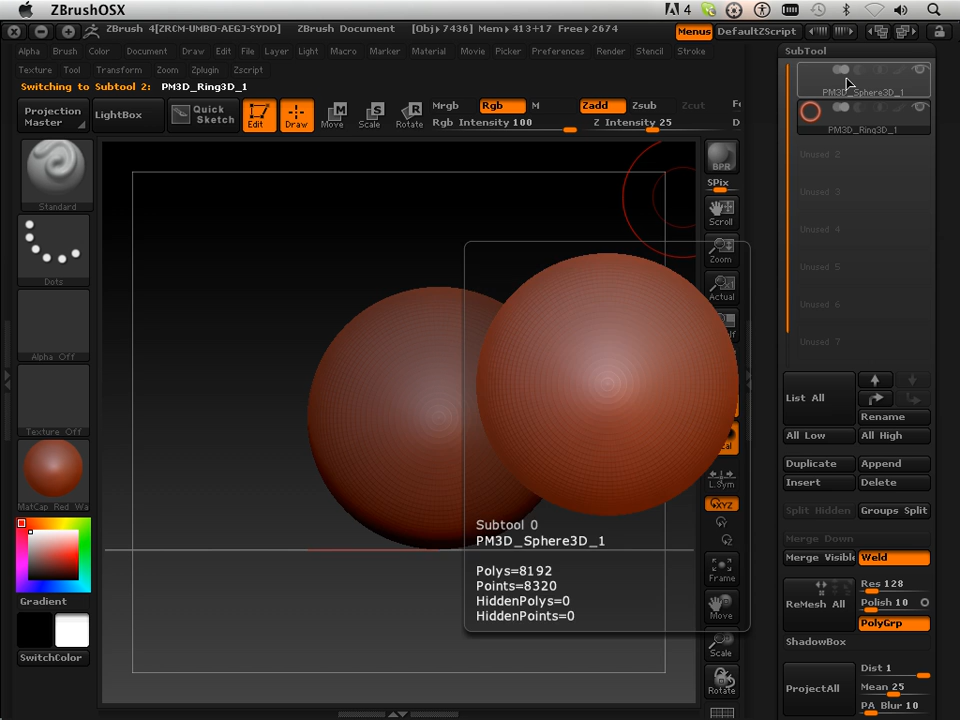 ZBrushOSX
4
ZBrush 4[ZRCM-UMBO-AEGJ-SYDD] ZBrush Document [Obj▸7436] Mem▸413+17 Free▸2674
Menus DefaultZScript
Alpha Brush Color Document Draw Edit File Layer Light Macro Marker Material Movie Picker Preferences Render Stencil Stroke
Texture Tool Transform Zoom Zplugin Zscript
Switching to Subtool 2: PM3D_Ring3D_1
Projection Master
LightBox
Quick Sketch
Edit
Draw
Move
Scale
Rotate
Mrgb Rgb M
Rgb Intensity 100
Zadd Zsub Zcut
Z Intensity 25
Standard
Dots
Alpha Off
Texture Off
MatCap Red Wa
Gradient
SwitchColor
BPR
SPix
Scroll
Zoom
Actual
L.Sym
XYZ
Y
Z
Frame
Move
Scale
Rotate
Subtool 0
PM3D_Sphere3D_1
Polys=8192
Points=8320
HiddenPolys=0
HiddenPoints=0
SubTool
PM3D_Sphere3D_1
PM3D_Ring3D_1
Unused 2
Unused 3
Unused 4
Unused 5
Unused 6
Unused 7
List All
Rename
All Low All High
Duplicate Append
Insert Delete
Split Hidden Groups Split
Merge Down
Merge Visible Weld
ReMesh All
Res 128
Polish 10
PolyGrp
ShadowBox
ProjectAll
Dist 1
Mean 25
PA Blur 10